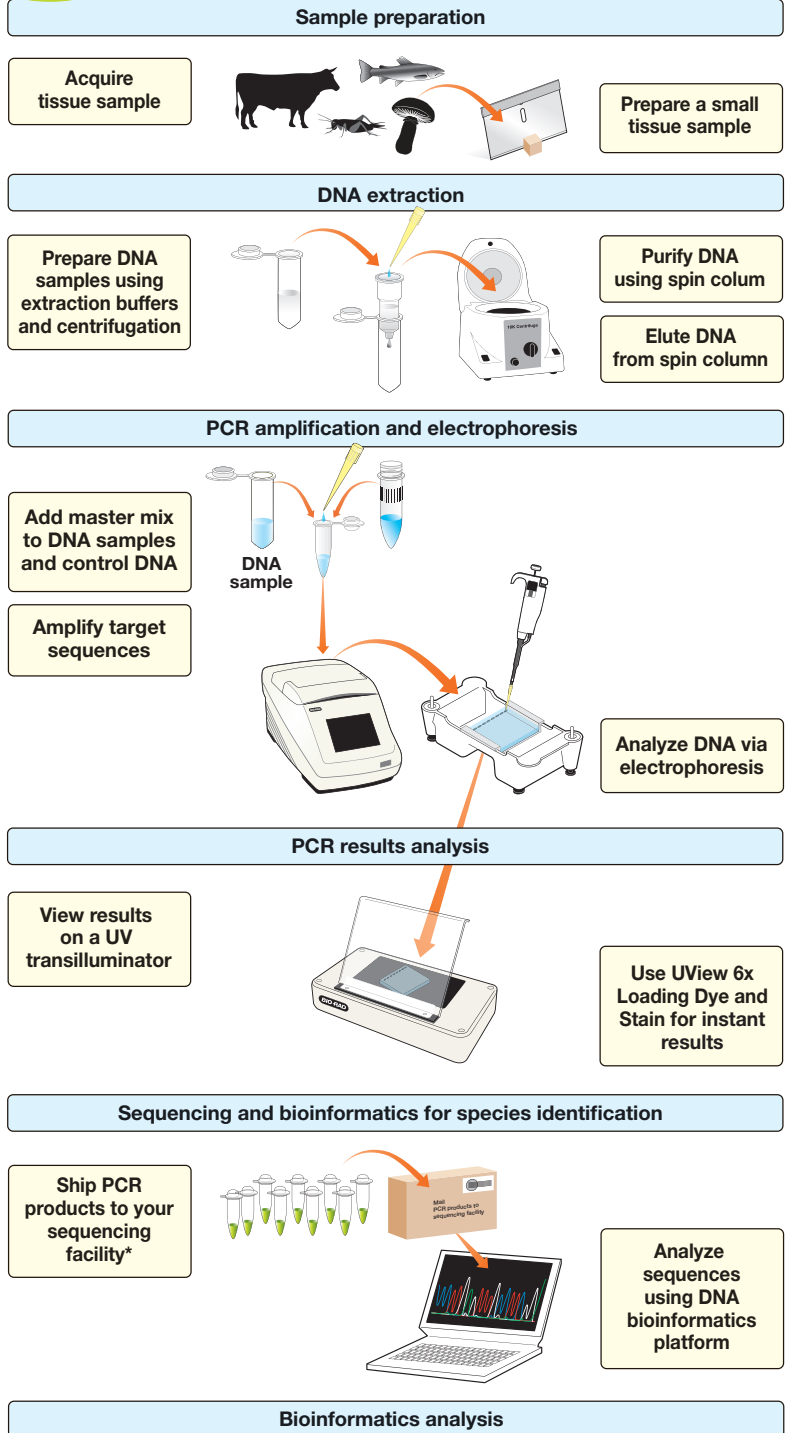 Sample preparation
Acquire
tissue sample
Prepare a small
tissue sample
DNA extraction
Prepare DNA
samples using
extraction buffers
and centrifugation
16K Centrifuge
Purify DNA
using spin colum
Elute DNA
from spin column
PCR amplification and electrophoresis
Add master mix
to DNA samples
and control DNA
DNA
sample
Amplify target
sequences
Analyze DNA via
electrophoresis
PCR results analysis
View results
on a UV
transilluminator
BIO-RAD
Use UView 6x
Loading Dye and
Stain for instant
results
Sequencing and bioinformatics for species identification
Ship PCR
products to your
sequencing
facility*
Mail
PCR products to
sequencing facility
Analyze
sequences
using DNA
bioinformatics
platform
Bioinformatics analysis